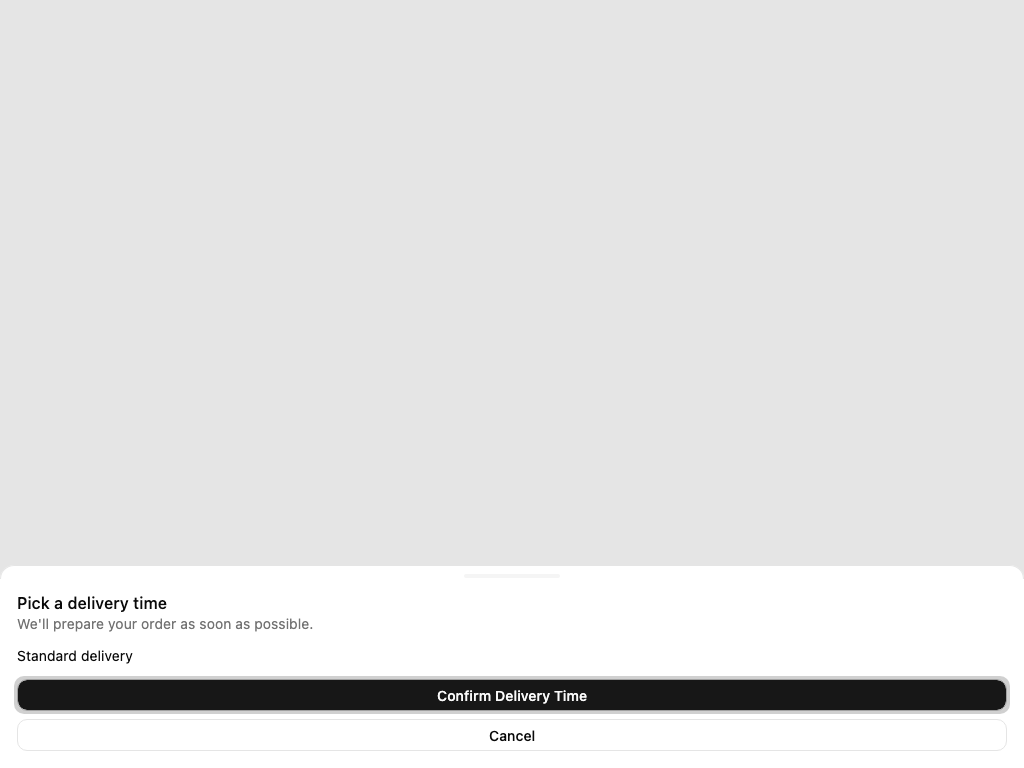 Pick a delivery time
We'll prepare your order as soon as possible.
Standard delivery
Confirm Delivery Time
Cancel